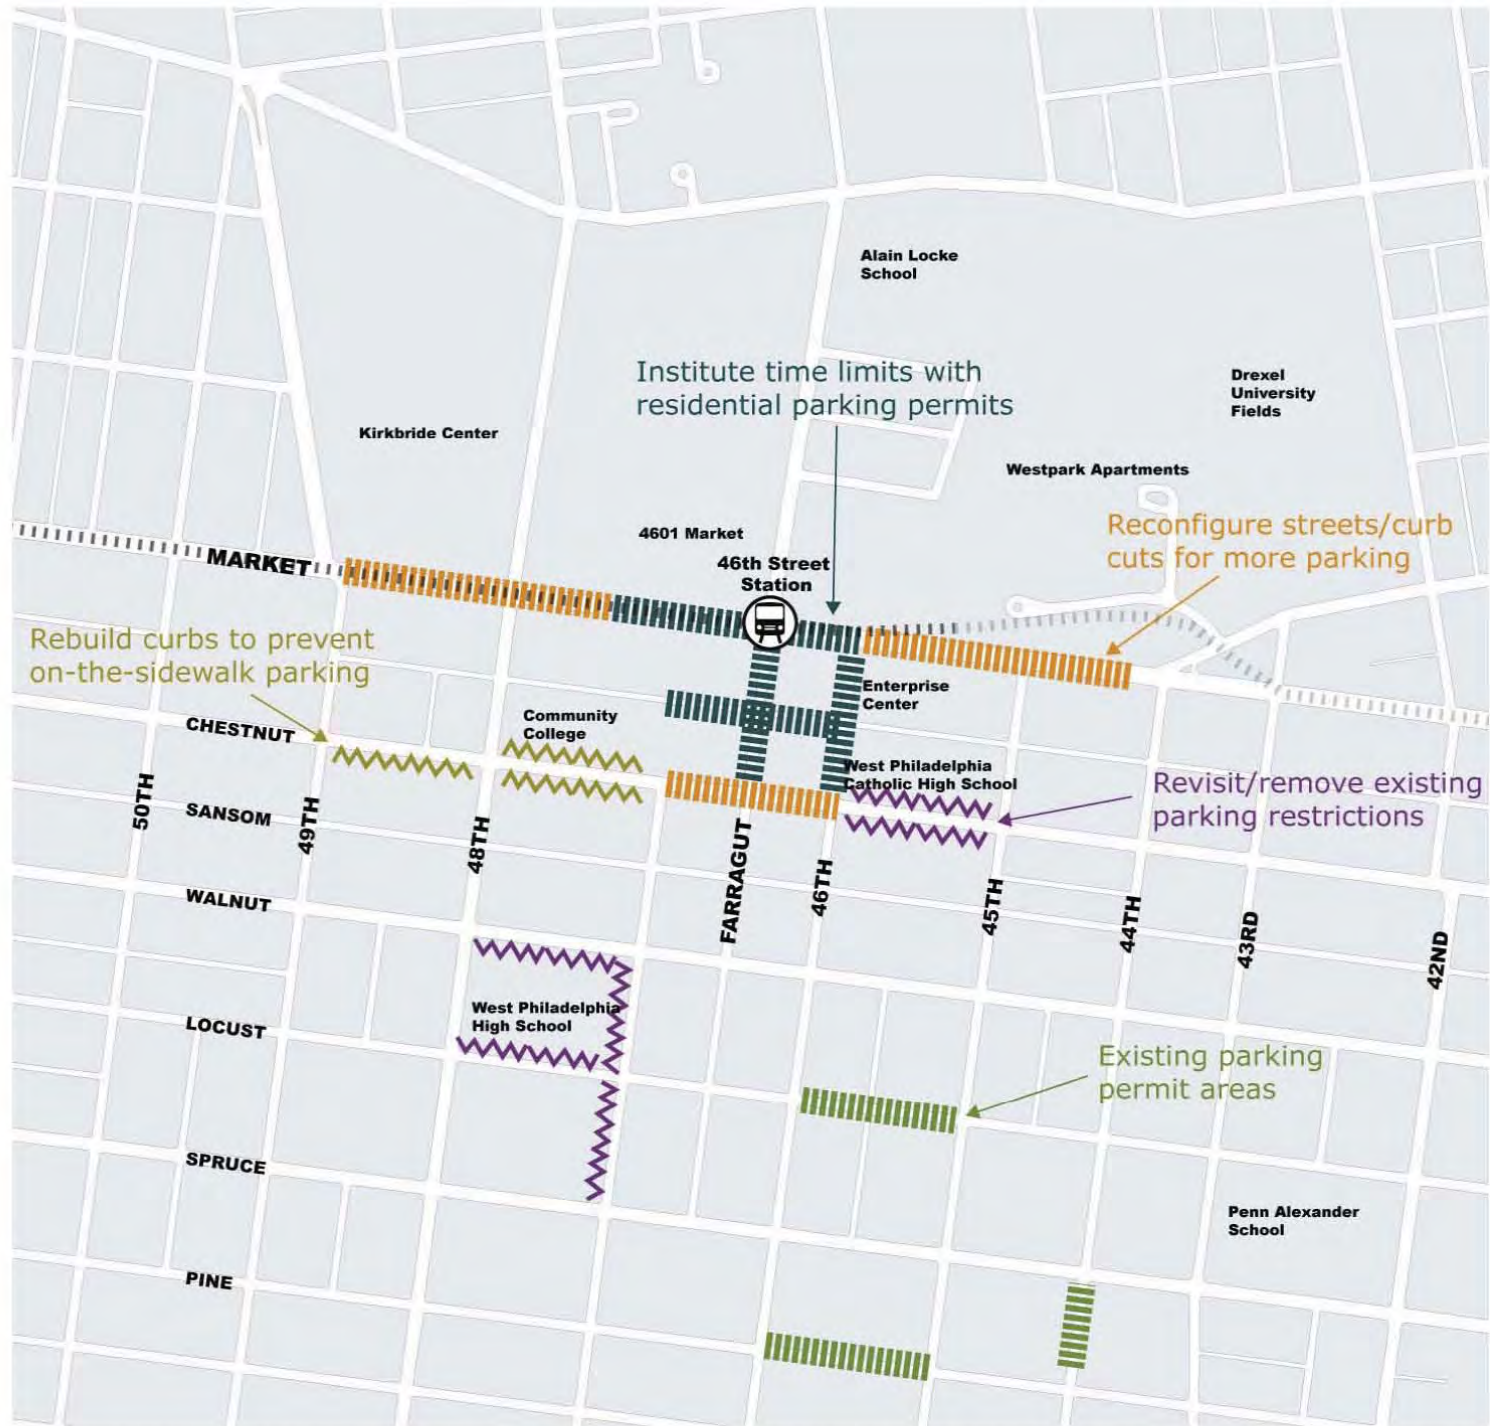 Alain Locke
School
Institute time limits with
residential parking permits
Drexel
University
Fields
Kirkbride Center
Westpark Apartments
4601 Market
Reconfigure streets/curb
cuts for more parking
46th Street
Station
MARKET
Rebuild curbs to prevent
on-the-sidewalk parking
Enterprise
Center
Community
College
CHESTNUT
West Philadelphia
Catholic High School
Revisit/remove existing
parking restrictions
50TH
SANSOM
49TH
48TH
FARRAGUT
46TH
45TH
44TH
43RD
42ND
WALNUT
West Philadelphia
High School
LOCUST
Existing parking
permit areas
SPRUCE
Penn Alexander
School
PINE